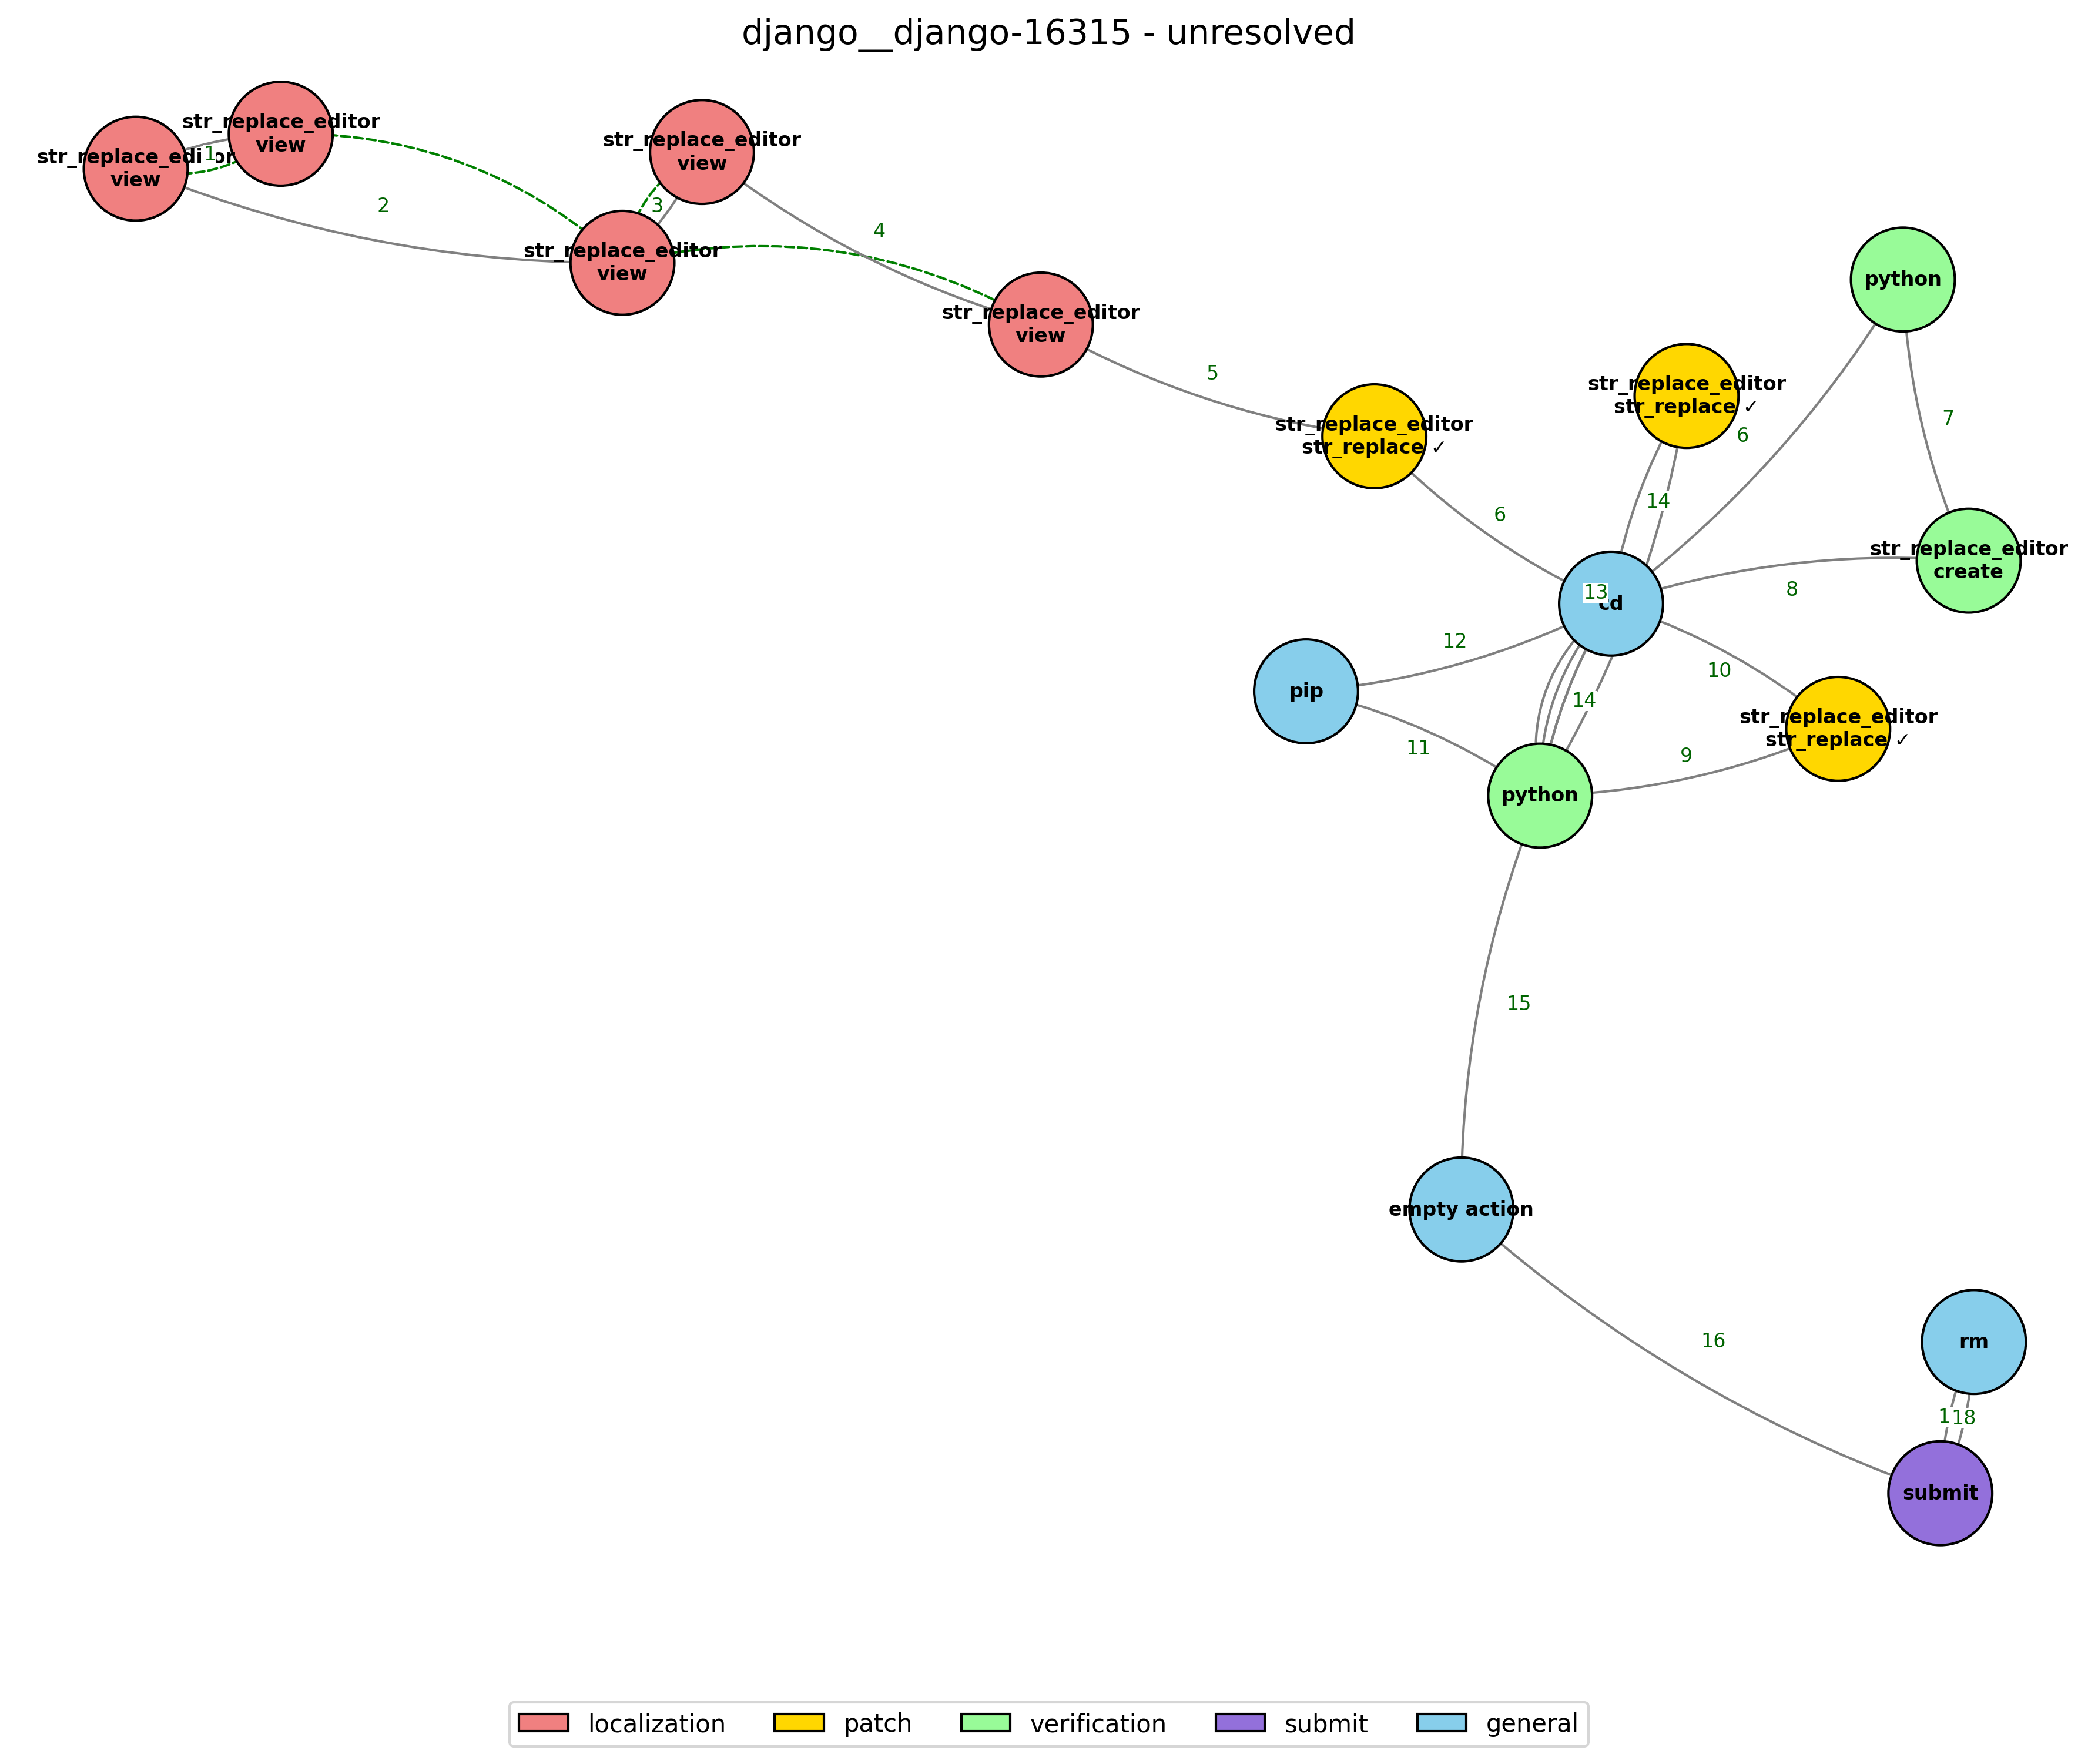 django__django-16315 - unresolved
str_replace_editor
view
str_replace_editor
view
str_replace_editor
view
str_replace_editor
view
str_replace_editor
view
str_replace_editor
str_replace ✓
str_replace_editor
str_replace ✓
python
str_replace_editor
create
cd
pip
str_replace_editor
str_replace ✓
python
empty action
rm
submit
1
2
3
4
5
6
6
7
8
9
10
11
12
13
14
14
15
16
18
localization
patch
verification
submit
general